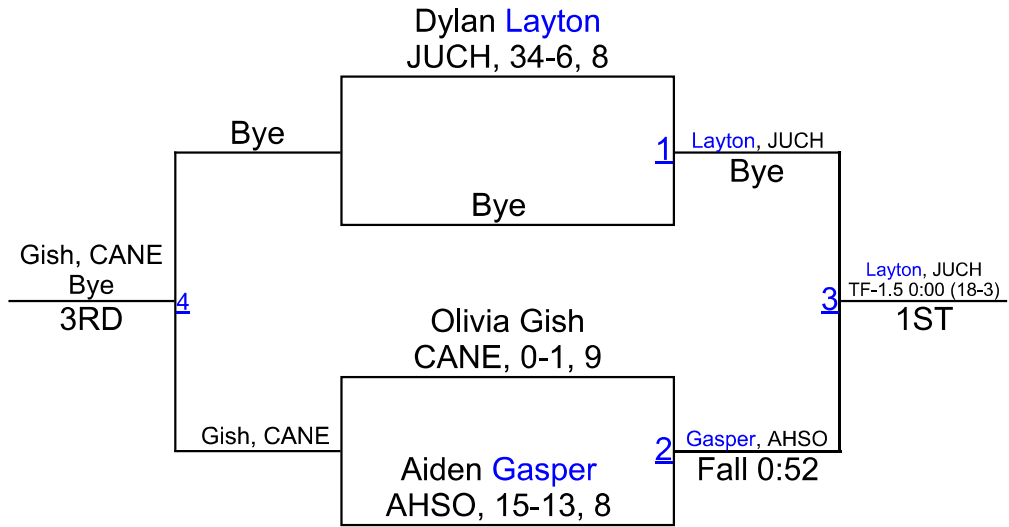 Dylan Layton
JUCH, 34-6, 8
Bye
1
Layton, JUCH
Bye
Bye
Gish, CANE
Bye
4
3RD
Layton, JUCH
TF-1.5 0:00 (18-3)
3
1ST
Olivia Gish
CANE, 0-1, 9
Gish, CANE
2
Gasper, AHSO
Fall 0:52
Aiden Gasper
AHSO, 15-13, 8